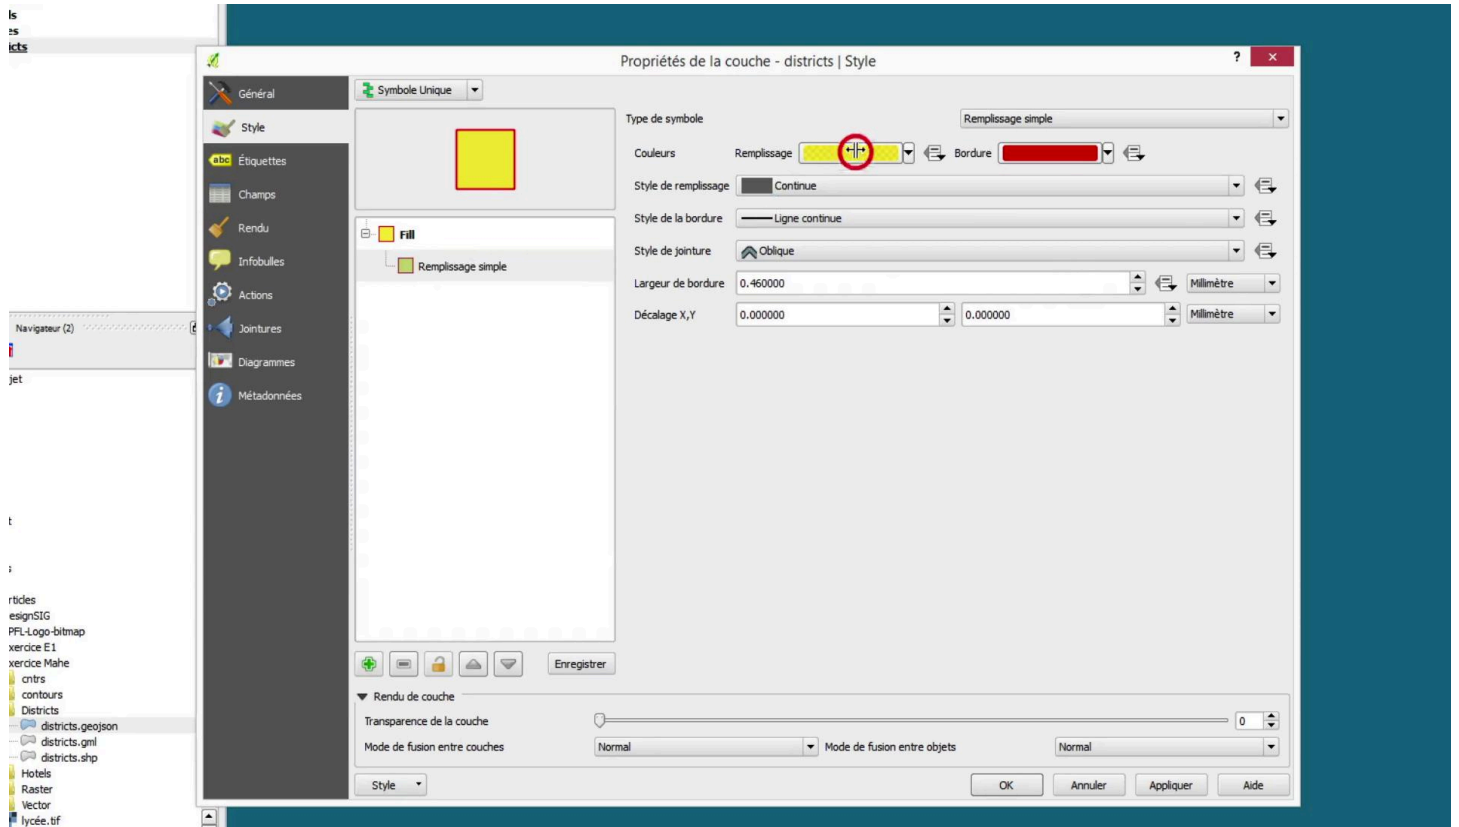 ls
es
icts
Propriétés de la couche - districts | Style
?
Général
Style
abc Étiquettes
Champs
Rendu
Infobulles
Actions
Jointures
Diagrammes
Métadonnées
Symbole Unique
Fill
Remplissage simple
Type de symbole Remplissage simple
Couleurs Remplissage Bordure
Style de remplissage Continue
Style de la bordure Ligne continue
Style de jointure Oblique
Largeur de bordure 0.460000 Millimètre
Décalage X,Y 0.000000 0.000000 Millimètre
Enregistrer
Rendu de couche
Transparence de la couche 0
Mode de fusion entre couches Normal Mode de fusion entre objets Normal
Style OK Annuler Appliquer Aide
Navigateur (2)
jet
t
s
rticles
esignSIG
PFL-Logo-bitmap
xercice E1
xercice Mahe
cntrs
contours
Districts
districts.geojson
districts.gml
districts.shp
Hotels
Raster
Vector
lycée.tif